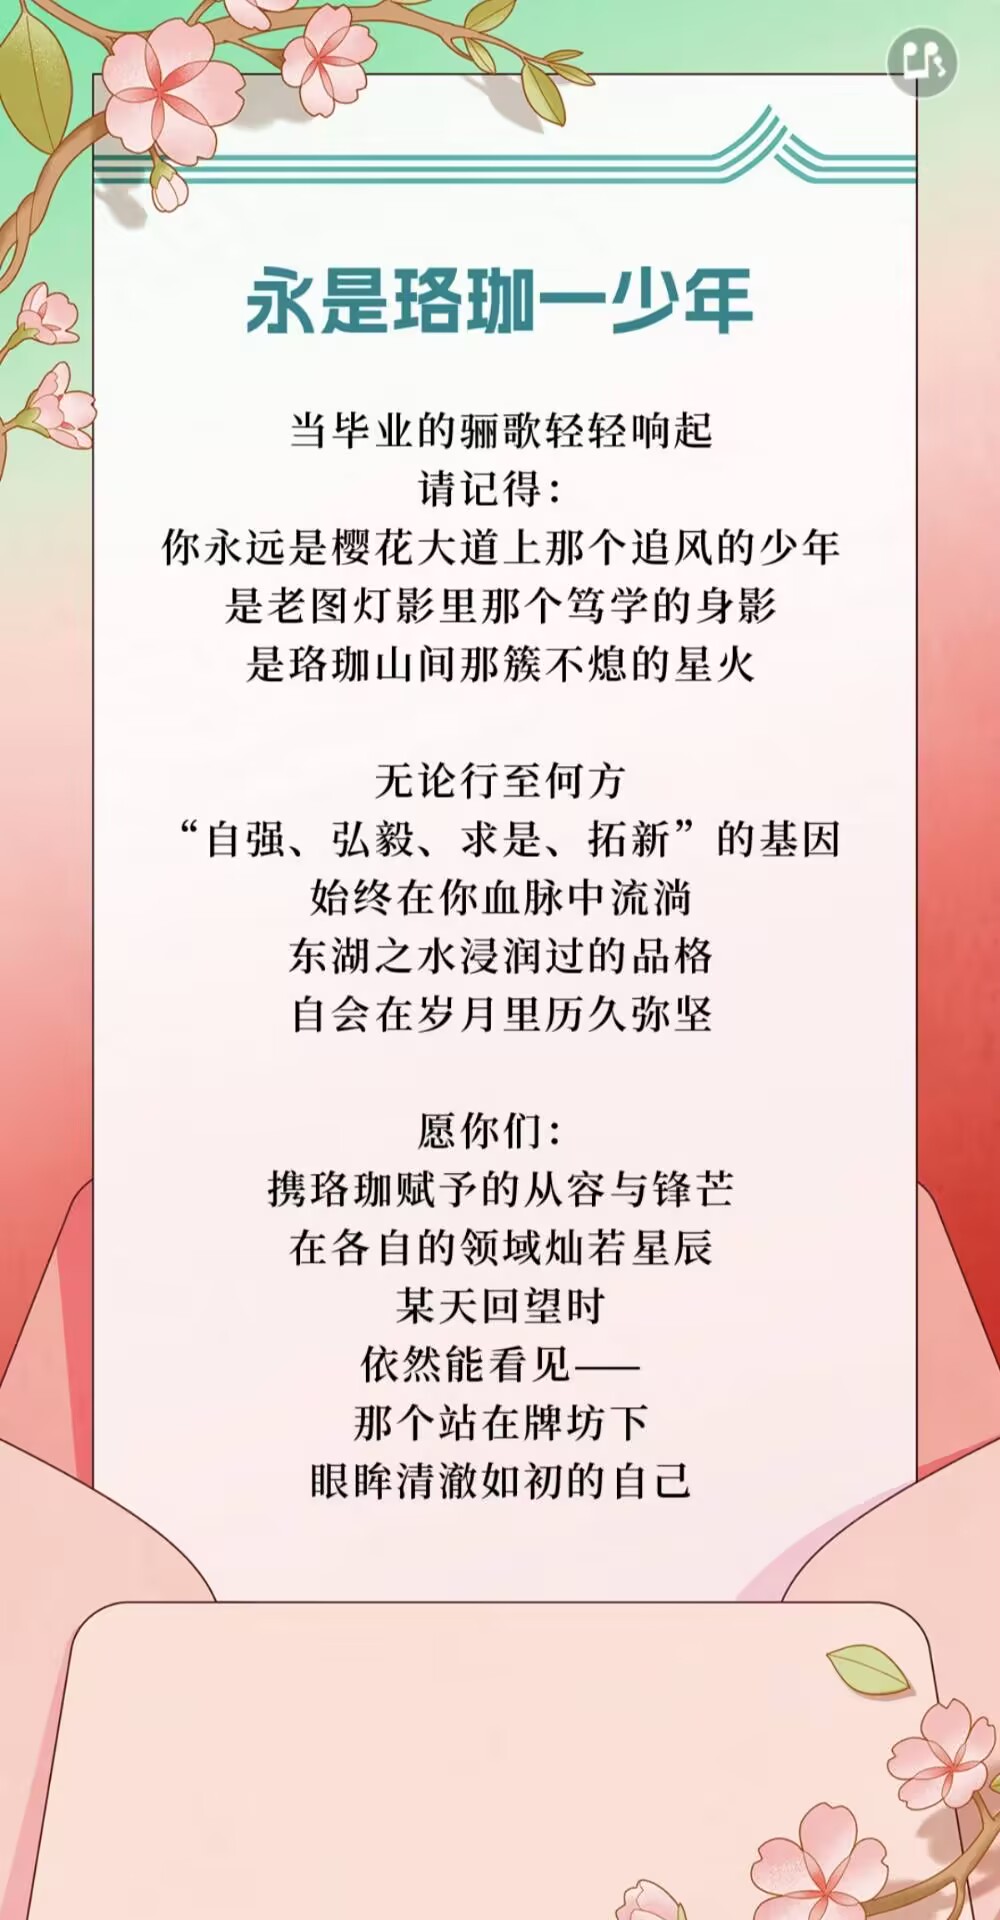 永是珞珈一少年
当毕业的骊歌轻轻响起
请记得：
你永远是樱花大道上那个追风的少年
是老图灯影里那个笃学的身影
是珞珈山间那簇不熄的星火
无论行至何方
“自强、弘毅、求是、拓新”的基因
始终在你血脉中流淌
东湖之水浸润过的品格
自会在岁月里历久弥坚
愿你们：
携珞珈赋予的从容与锋芒
在各自的领域灿若星辰
某天回望时
依然能看见——
那个站在牌坊下
眼眸清澈如初的自己